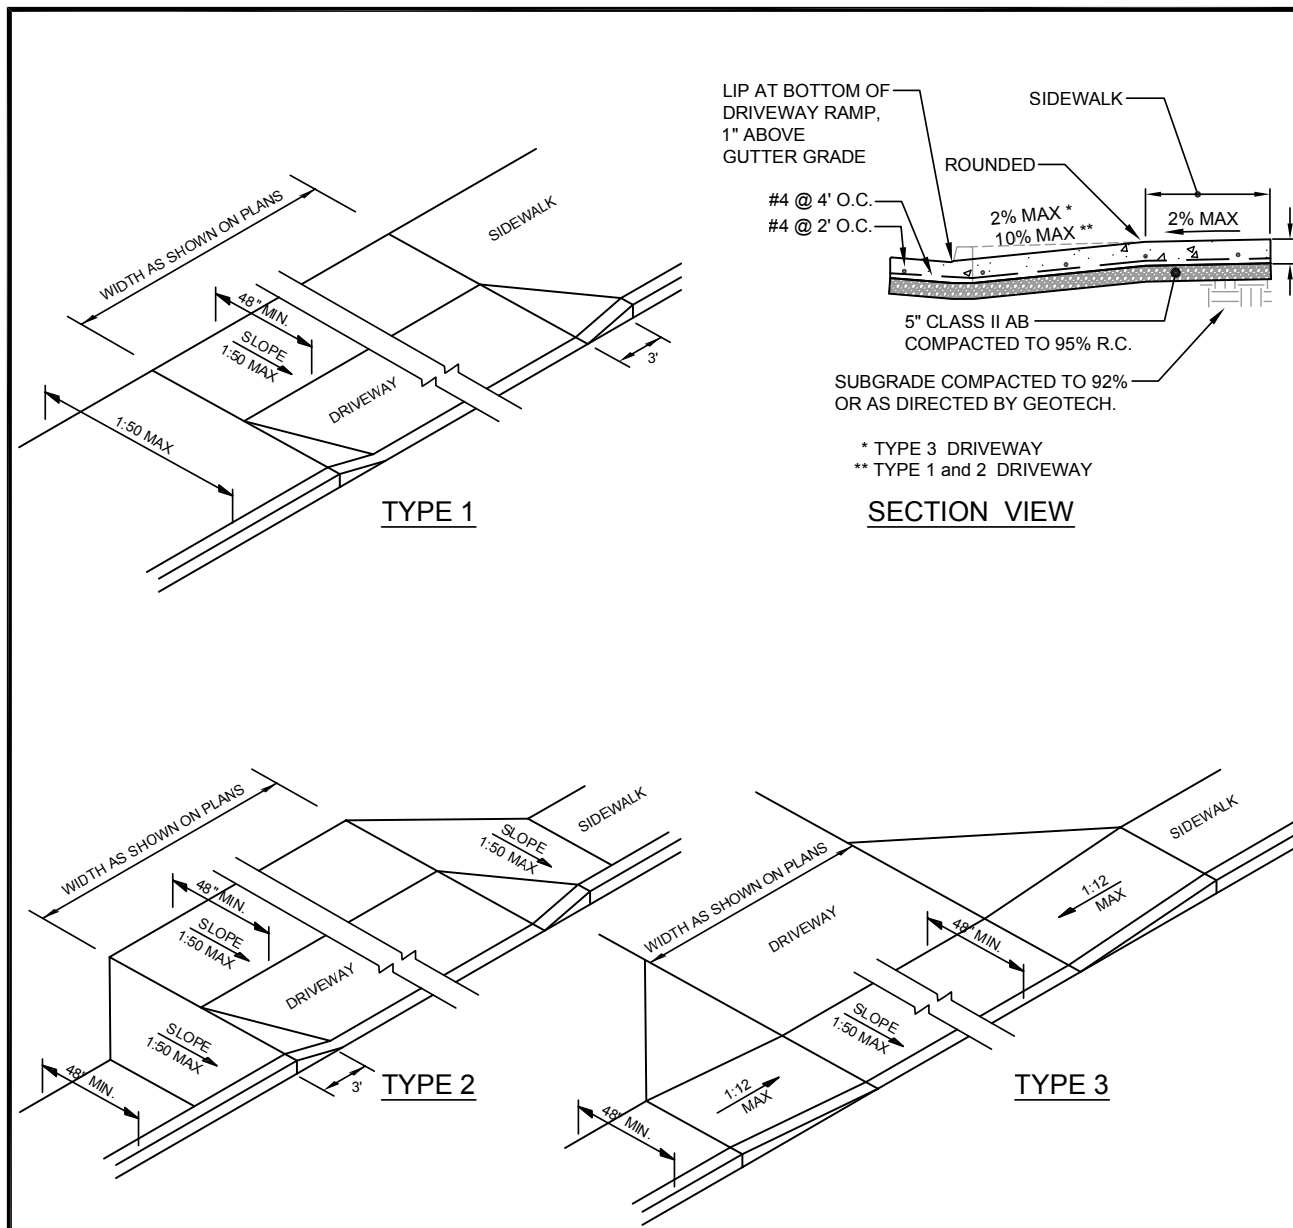 WIDTH AS SHOWN ON PLANS
SIDEWALK
48" MIN.
SLOPE
1:50 MAX
DRIVEWAY
3'
1:50 MAX
TYPE 1
LIP AT BOTTOM OF
DRIVEWAY RAMP,
1" ABOVE
GUTTER GRADE
SIDEWALK
ROUNDED
#4 @ 4' O.C.
#4 @ 2' O.C.
2% MAX *
10% MAX **
2% MAX
5" CLASS II AB
COMPACTED TO 95% R.C.
SUBGRADE COMPACTED TO 92%
OR AS DIRECTED BY GEOTECH.
* TYPE 3 DRIVEWAY
** TYPE 1 and 2 DRIVEWAY
SECTION VIEW
WIDTH AS SHOWN ON PLANS
SIDEWALK
SLOPE
1:50 MAX
48" MIN.
SLOPE
1:50 MAX
DRIVEWAY
SLOPE
1:50 MAX
48" MIN.
3'
TYPE 2
SIDEWALK
WIDTH AS SHOWN ON PLANS
1:12
MAX
DRIVEWAY
48" MIN.
SLOPE
1:50 MAX
1:12
MAX
48" MIN.
TYPE 3